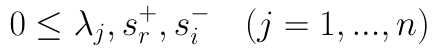 0 ≤ λ_j, s_r^+, s_i^- (j = 1, ..., n)